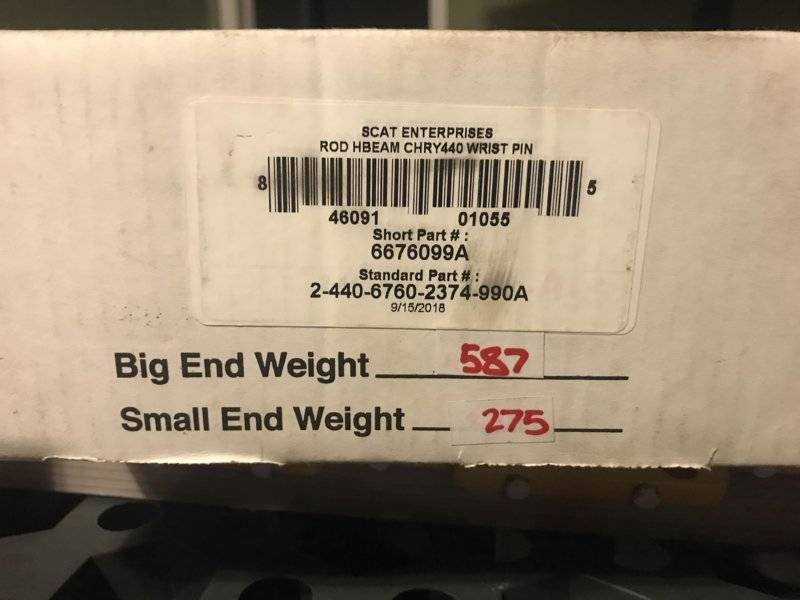 SCAT ENTERPRISES
ROD HBEAM CHRY440 WRIST PIN
8 5
46091 01055
Short Part # :
6676099A
Standard Part # :
2-440-6760-2374-990A
9/15/2018
Big End Weight 587
Small End Weight 275